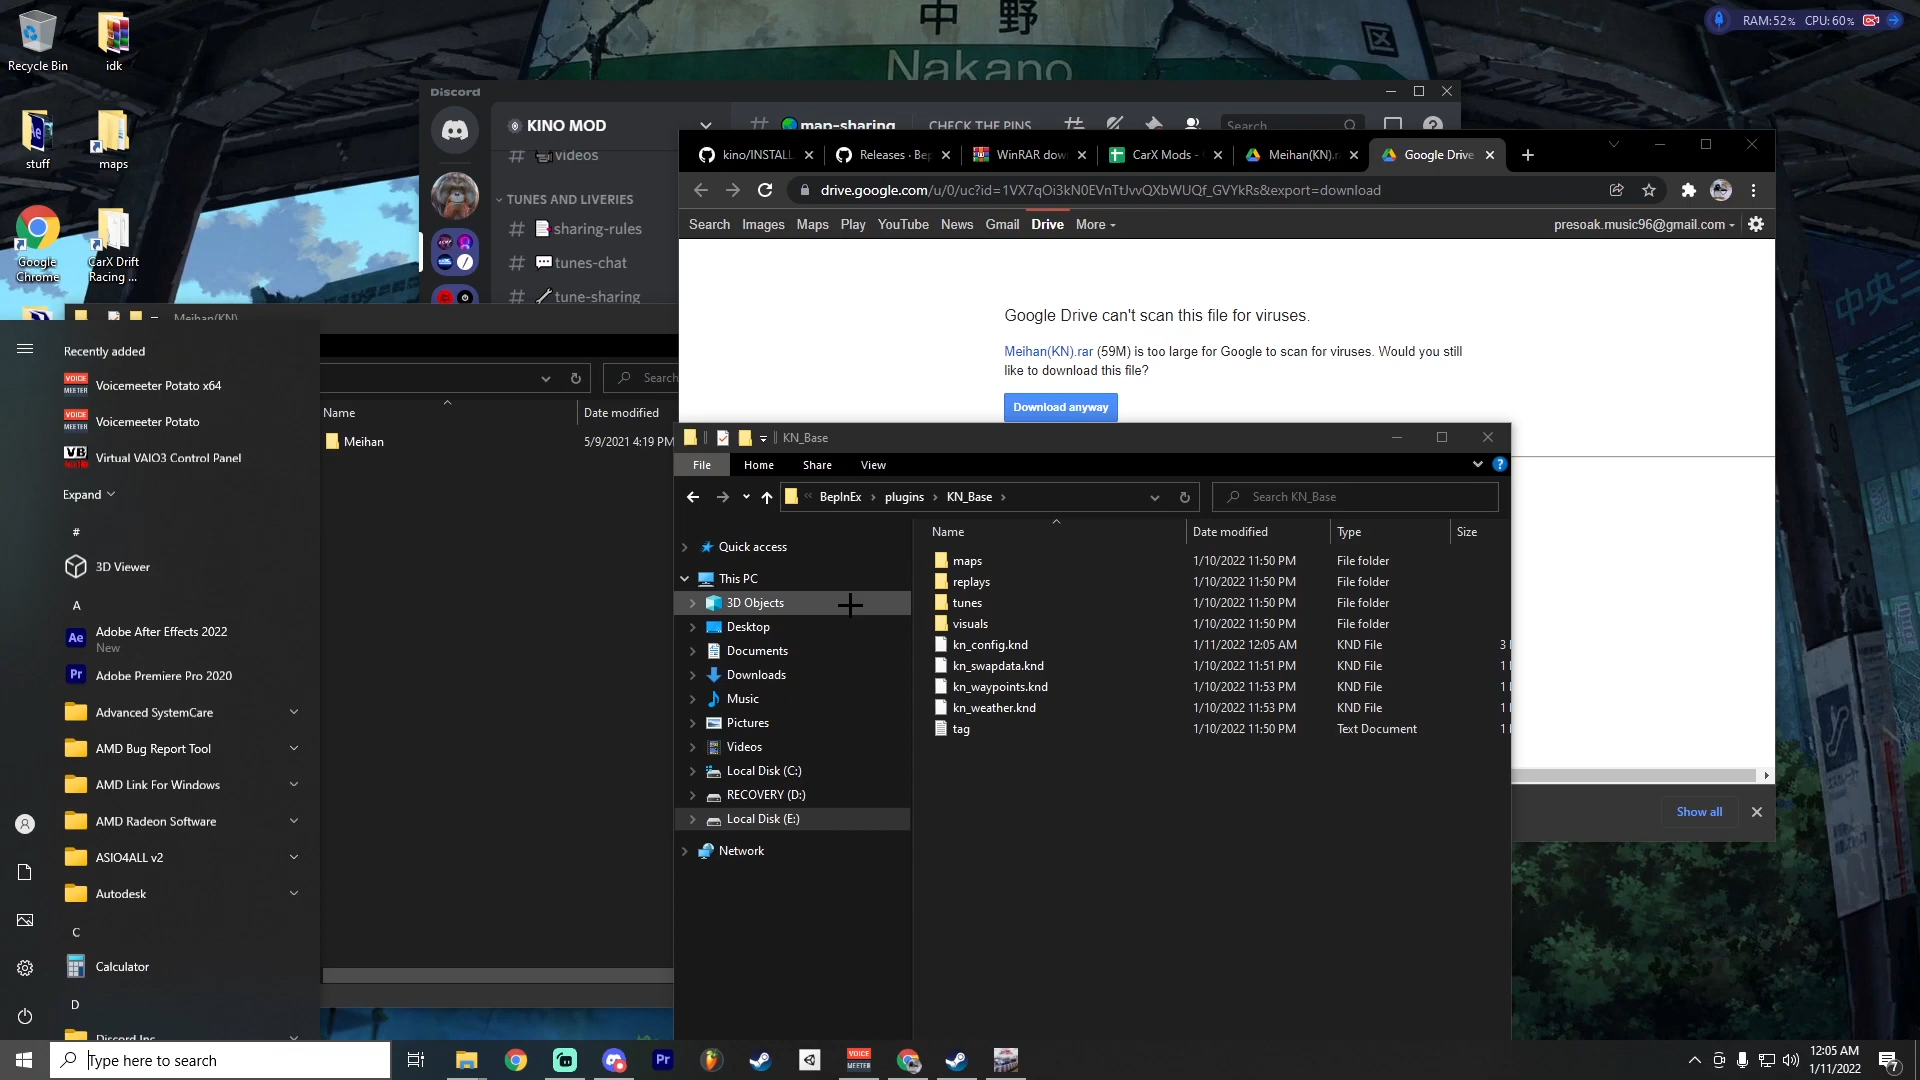 中野
区
Nakano
RAM:52% CPU:60%
Recycle Bin
idk
stuff
maps
Google Chrome
CarX Drift Racing ...
Discord
KINO MOD
videos
TUNES AND LIVERIES
sharing-rules
tunes-chat
tune-sharing
map-sharing
CHECK THE PINS
Search
kino/INSTALL
Releases · Bep
WinRAR dow
CarX Mods -
Meihan(KN).r
Google Drive
drive.google.com/u/0/uc?id=1VX7qOi3kN0EVnTtJvvQXbWUQf_GVYkRs&export=download
Search Images Maps Play YouTube News Gmail Drive More
presoak.music96@gmail.com
Google Drive can't scan this file for viruses.
Meihan(KN).rar (59M) is too large for Google to scan for viruses. Would you still
like to download this file?
Download anyway
Show all
Meihan(KN)
Search
Name Date modified
Meihan 5/9/2021 4:19 PM
Recently added
Voicemeeter Potato x64
Voicemeeter Potato
Virtual VAIO3 Control Panel
Expand
#
3D Viewer
A
Adobe After Effects 2022
New
Adobe Premiere Pro 2020
Advanced SystemCare
AMD Bug Report Tool
AMD Link For Windows
AMD Radeon Software
ASIO4ALL v2
Autodesk
C
Calculator
D
Discord Inc
KN_Base
File Home Share View
« BepInEx › plugins › KN_Base ›
Search KN_Base
Quick access
This PC
3D Objects
Desktop
Documents
Downloads
Music
Pictures
Videos
Local Disk (C:)
RECOVERY (D:)
Local Disk (E:)
Network
Name Date modified Type Size
maps 1/10/2022 11:50 PM File folder
replays 1/10/2022 11:50 PM File folder
tunes 1/10/2022 11:50 PM File folder
visuals 1/10/2022 11:50 PM File folder
kn_config.knd 1/11/2022 12:05 AM KND File 3
kn_swapdata.knd 1/10/2022 11:51 PM KND File 1
kn_waypoints.knd 1/10/2022 11:53 PM KND File 1
kn_weather.knd 1/10/2022 11:53 PM KND File 1
tag 1/10/2022 11:50 PM Text Document 1
Type here to search
12:05 AM
1/11/2022
7